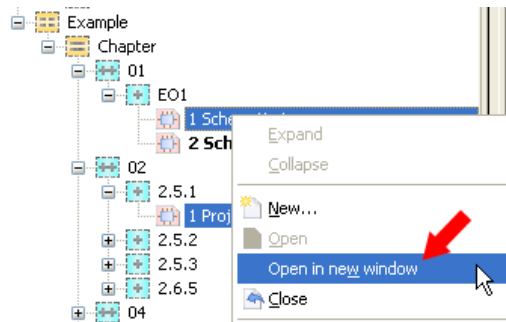 Example
Chapter
01
EO1
1 Sche
2 Sch
02
2.5.1
1 Proj
2.5.2
2.5.3
2.6.5
04
Expand
Collapse
New...
Open
Open in new window
Close